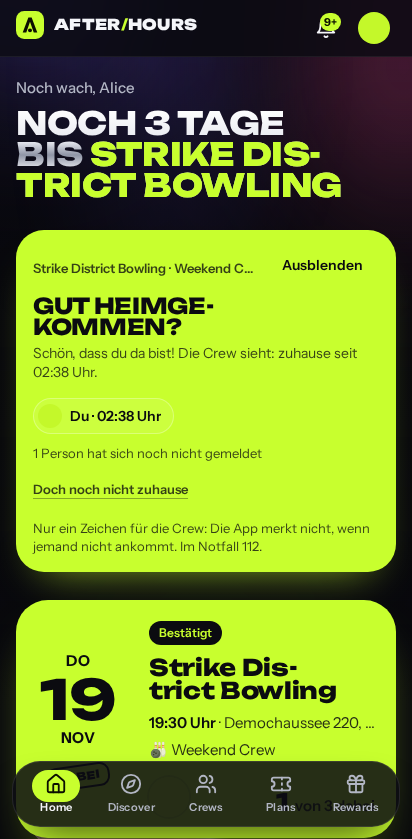 AFTER/HOURS
9+
Noch wach, Alice
NOCH 3 TAGE
BIS STRIKE DIS-
TRICT BOWLING
Strike District Bowling · Weekend C...
Ausblenden
GUT HEIMGE-
KOMMEN?
Schön, dass du da bist! Die Crew sieht: zuhause seit
02:38 Uhr.
Du · 02:38 Uhr
1 Person hat sich noch nicht gemeldet
Doch noch nicht zuhause
Nur ein Zeichen für die Crew: Die App merkt nicht, wenn
jemand nicht ankommt. Im Notfall 112.
Bestätigt
DO
19
NOV
Strike Dis-
trict Bowling
19:30 Uhr · Demochaussee 220, ...
Weekend Crew
1 von 3
Home
Discover
Crews
Plans
Rewards